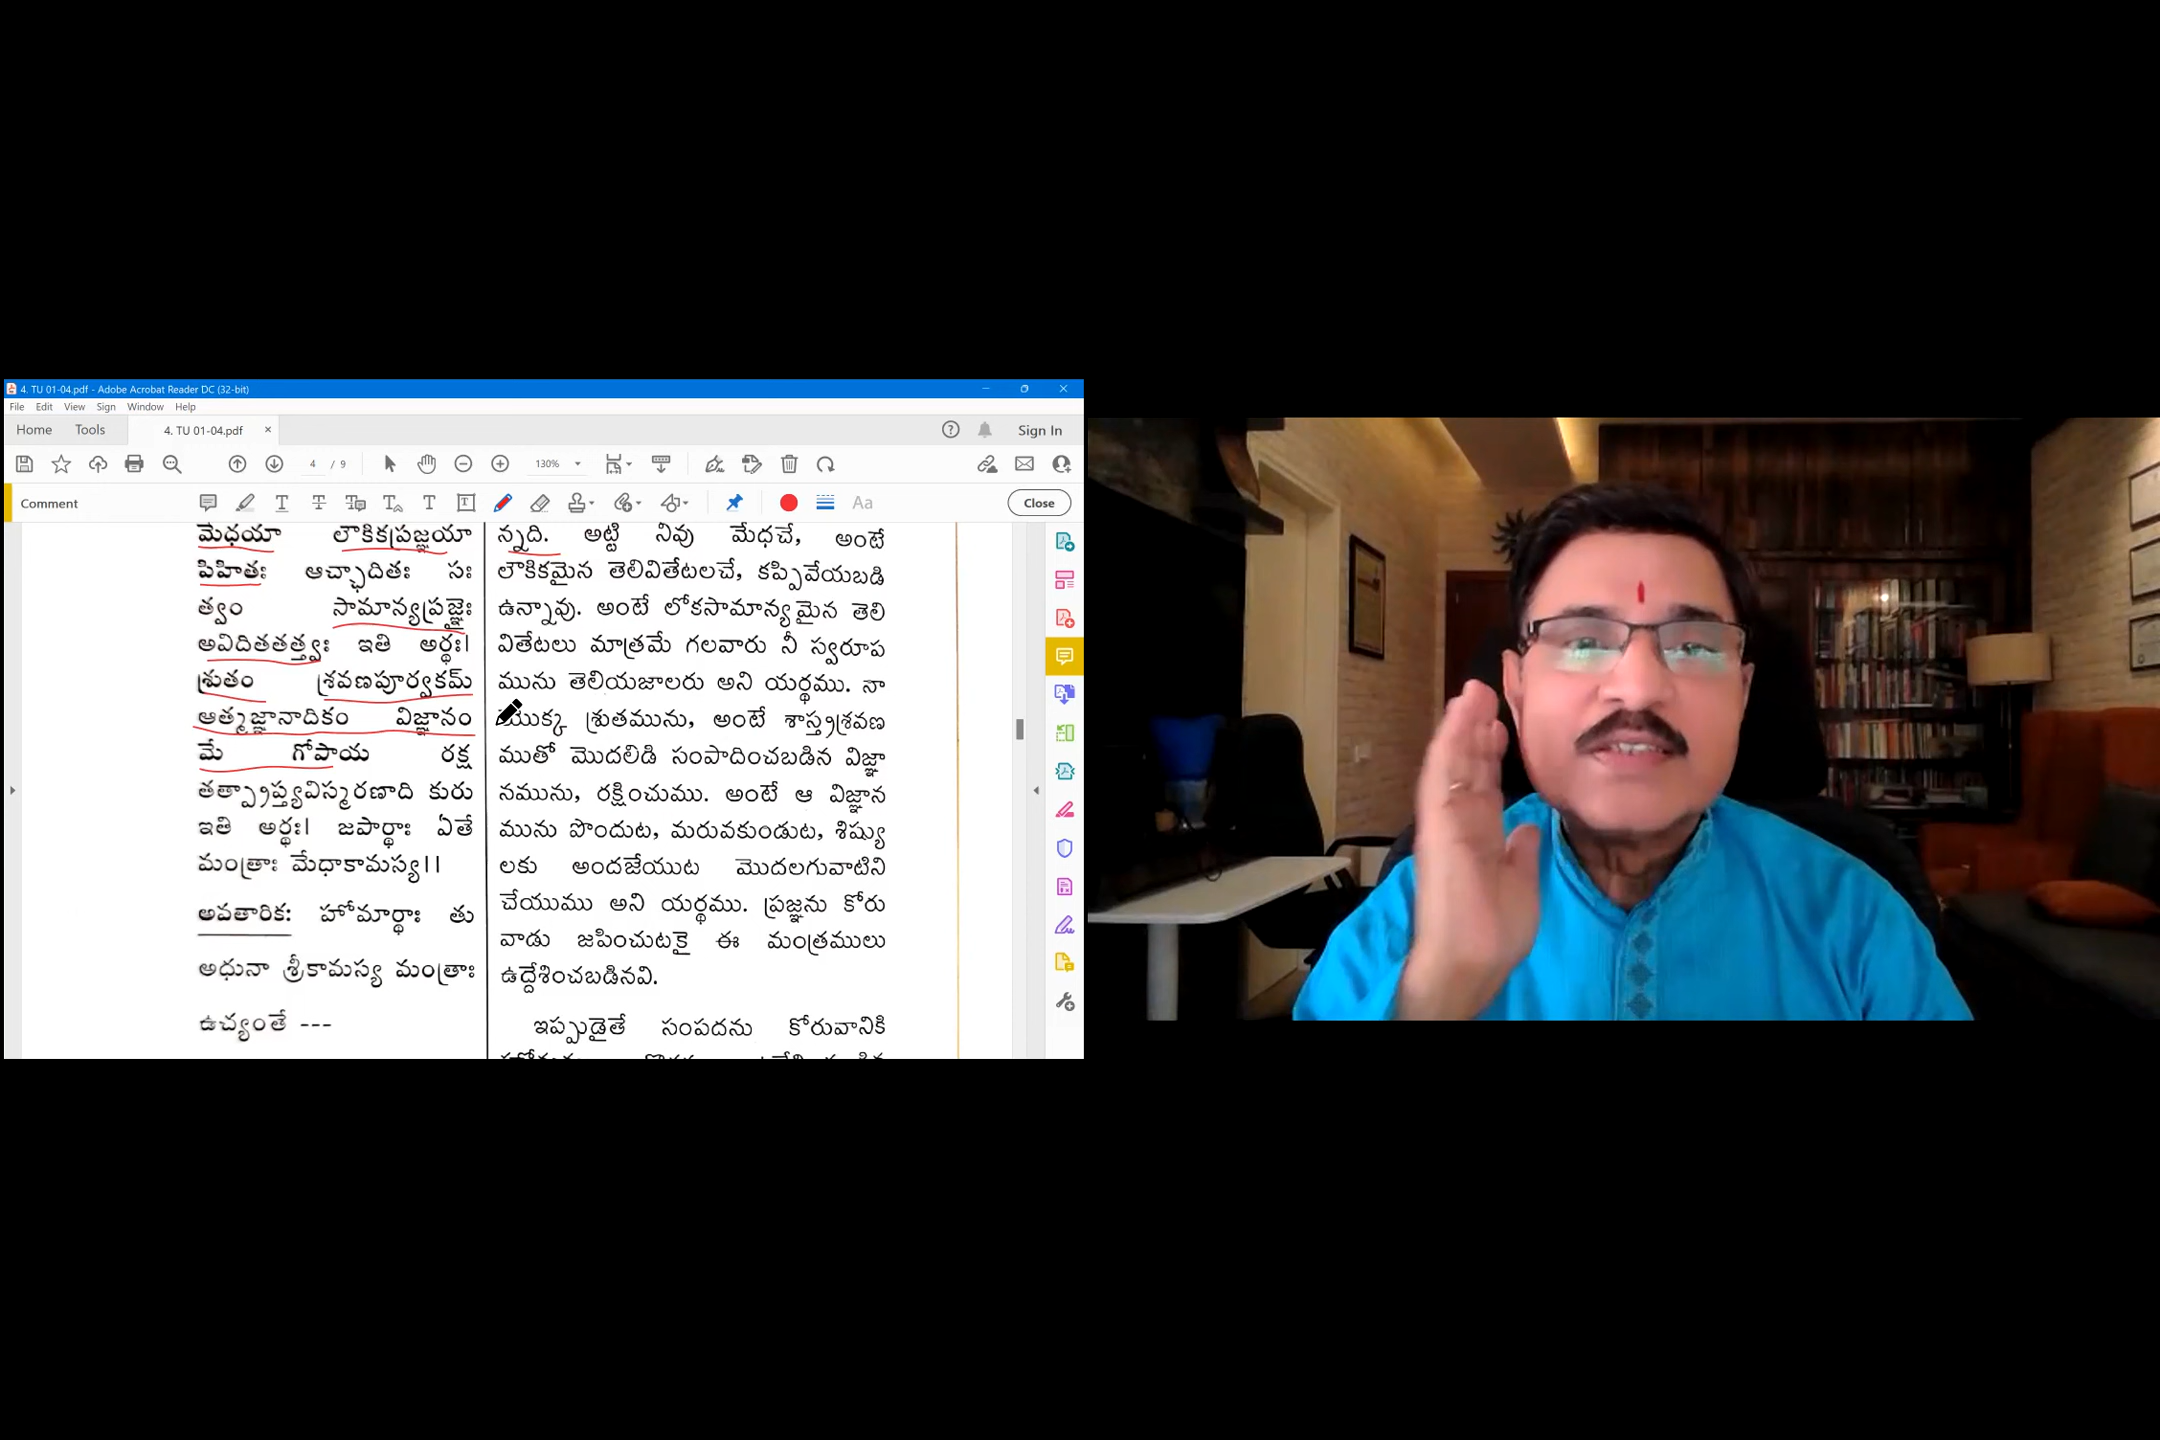 4. TU 01-04.pdf - Adobe Acrobat Reader DC (32-bit)
File Edit View Sign Window Help
Home Tools 4. TU 01-04.pdf × Sign In
4 / 9 130%
Comment Aa Close
మేధయా లౌకికప్రజ్ఞయా
పిహితః ఆచ్ఛాదితః సః
త్వం సామాన్యప్రజ్ఞైః
అవిదితతత్త్వః ఇతి అర్థః।
శ్రుతం శ్రవణపూర్వకమ్
ఆత్మజ్ఞానాదికం విజ్ఞానం
మే గోపాయ రక్ష
తత్ప్రాప్త్యవిస్మరణాది కురు
ఇతి అర్థః। జపార్థాః ఏతే
మంత్రాః మేధాకామస్య।।
అవతారిక: హోమార్థాః తు
అధునా శ్రీకామస్య మంత్రాః
ఉచ్యంతే ---
న్నది. అట్టి నీవు మేధచే, అంటే
లౌకికమైన తెలివితేటలచే, కప్పివేయబడి
ఉన్నావు. అంటే లోకసామాన్యమైన తెలి
వితేటలు మాత్రమే గలవారు నీ స్వరూప
మును తెలియజాలరు అని యర్థము. నా
యొక్క శ్రుతమును, అంటే శాస్త్రశ్రవణ
ముతో మొదలిడి సంపాదించబడిన విజ్ఞా
నమును, రక్షించుము. అంటే ఆ విజ్ఞాన
మును పొందుట, మరువకుండుట, శిష్యు
లకు అందజేయుట మొదలగువాటిని
చేయుము అని యర్థము. ప్రజ్ఞను కోరు
వాడు జపించుటకై ఈ మంత్రములు
ఉద్దేశించబడినవి.
ఇప్పుడైతే సంపదను కోరువానికి